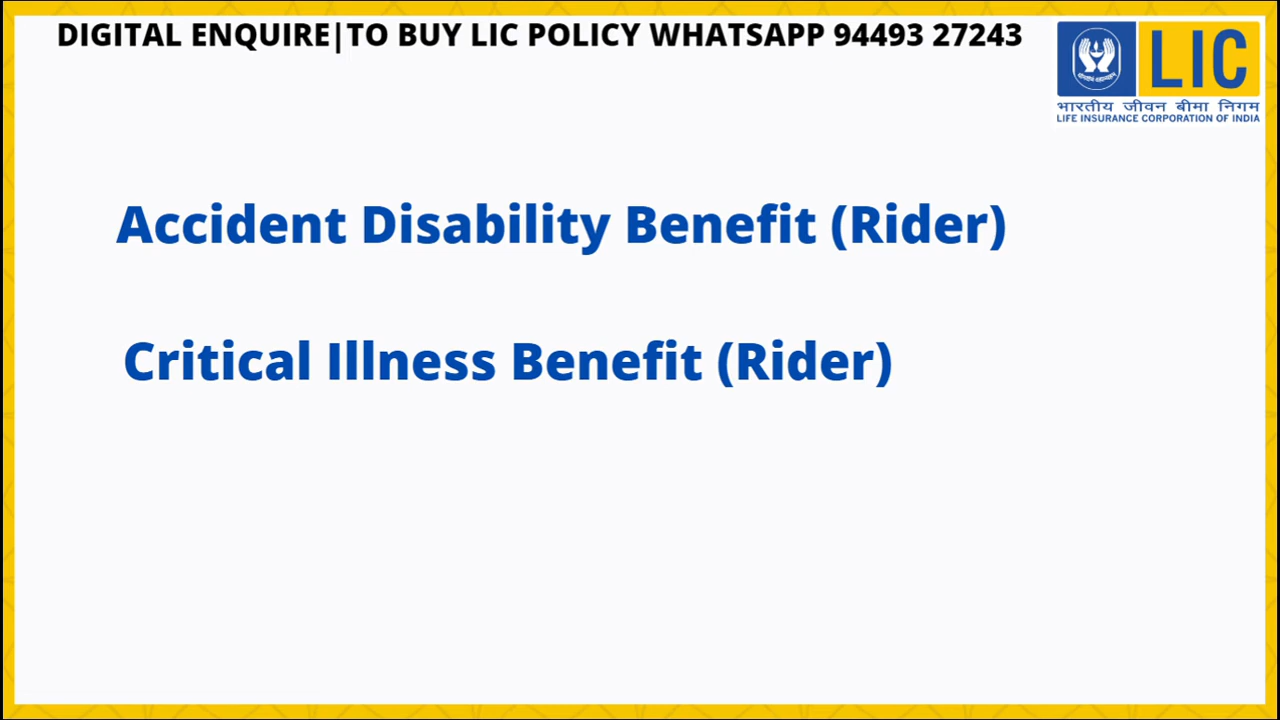 DIGITAL ENQUIRE|TO BUY LIC POLICY WHATSAPP 94493 27243
LIC
भारतीय जीवन बीमा निगम
LIFE INSURANCE CORPORATION OF INDIA
Accident Disability Benefit (Rider)
Critical Illness Benefit (Rider)